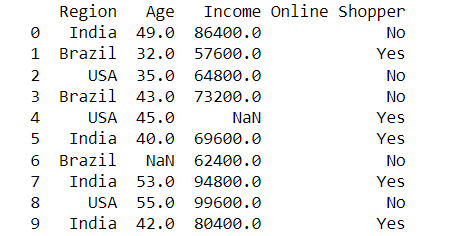 Region Age Income Online Shopper
0 India 49.0 86400.0 No
1 Brazil 32.0 57600.0 Yes
2 USA 35.0 64800.0 No
3 Brazil 43.0 73200.0 No
4 USA 45.0 NaN Yes
5 India 40.0 69600.0 Yes
6 Brazil NaN 62400.0 No
7 India 53.0 94800.0 Yes
8 USA 55.0 99600.0 No
9 India 42.0 80400.0 Yes